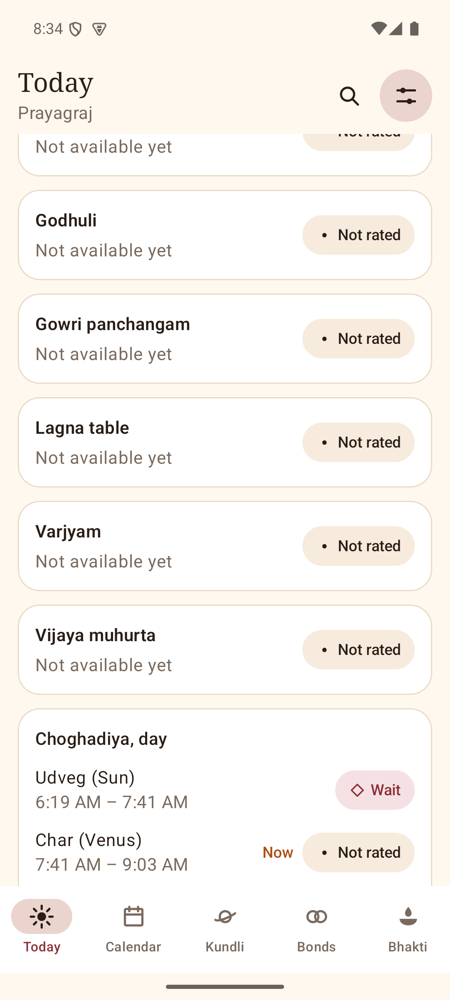 8:34
Today
Prayagraj
Not available yet
Not rated
Godhuli
Not available yet
Not rated
Gowri panchangam
Not available yet
Not rated
Lagna table
Not available yet
Not rated
Varjyam
Not available yet
Not rated
Vijaya muhurta
Not available yet
Not rated
Choghadiya, day
Udveg (Sun)
6:19 AM – 7:41 AM
Wait
Char (Venus)
7:41 AM – 9:03 AM
Now
Not rated
Today
Calendar
Kundli
Bonds
Bhakti